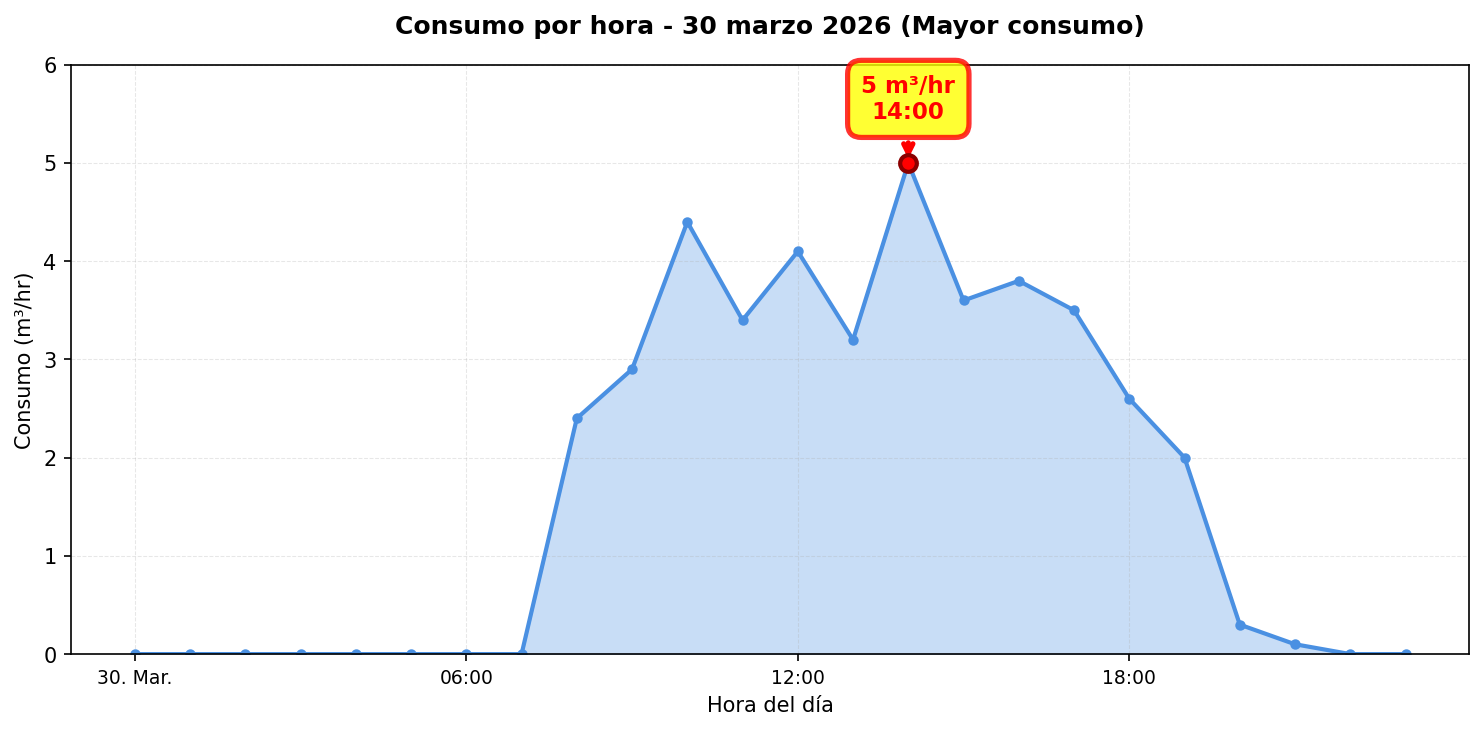 Consumo por hora - 30 marzo 2026 (Mayor consumo)
5 m³/hr
14:00
6
5
4
3
2
1
0
Consumo (m³/hr)
30. Mar.
06:00
12:00
18:00
Hora del día